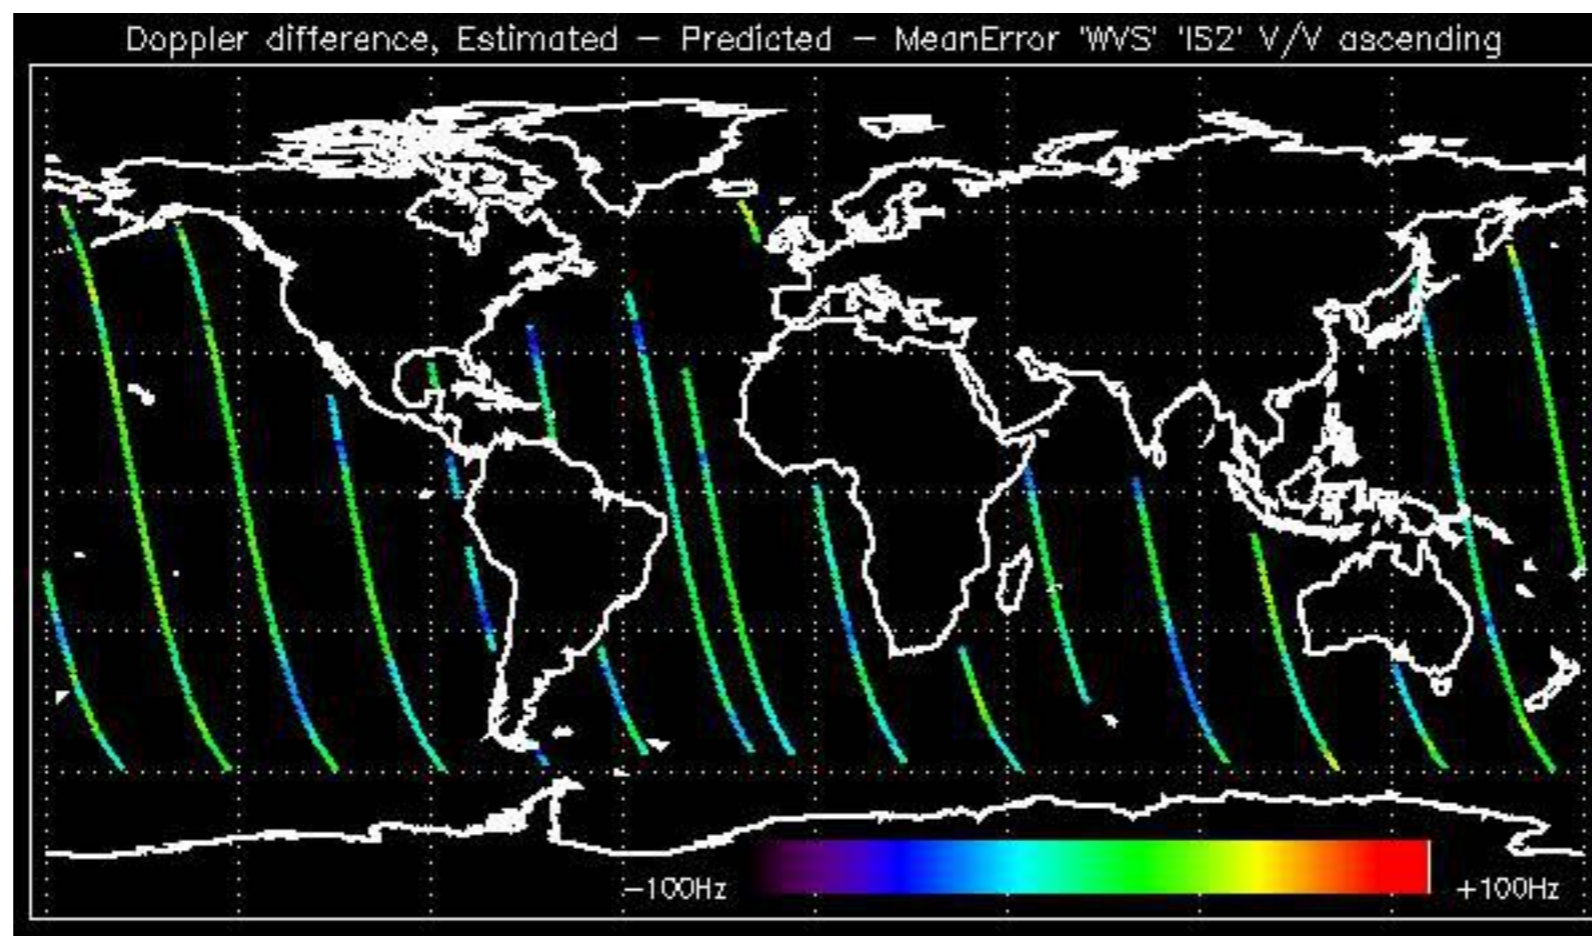 Doppler difference, Estimated – Predicted – MeanError 'WVS' 'IS2' V/V ascending
–100Hz +100Hz